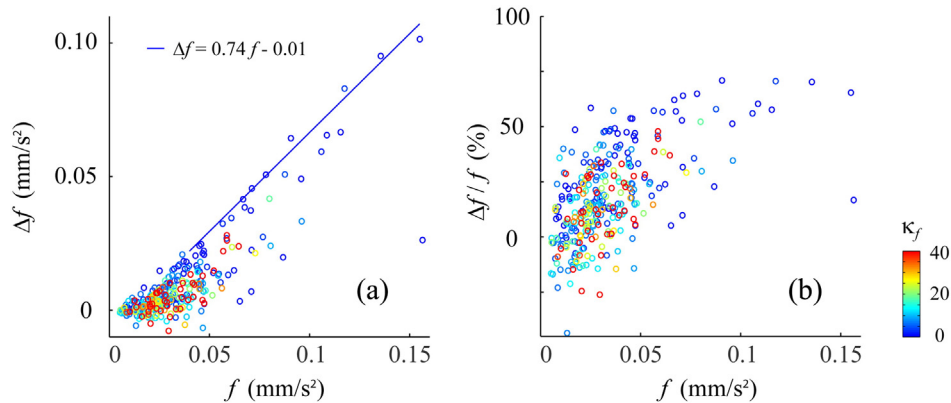 Δf (mm/s²)
0.10
0.05
0
Δf = 0.74 f - 0.01
(a)
0 0.05 0.1 0.15
f (mm/s²)
Δf / f (%)
100
50
0
-50
(b)
0 0.05 0.1 0.15
f (mm/s²)
κf
40
20
0